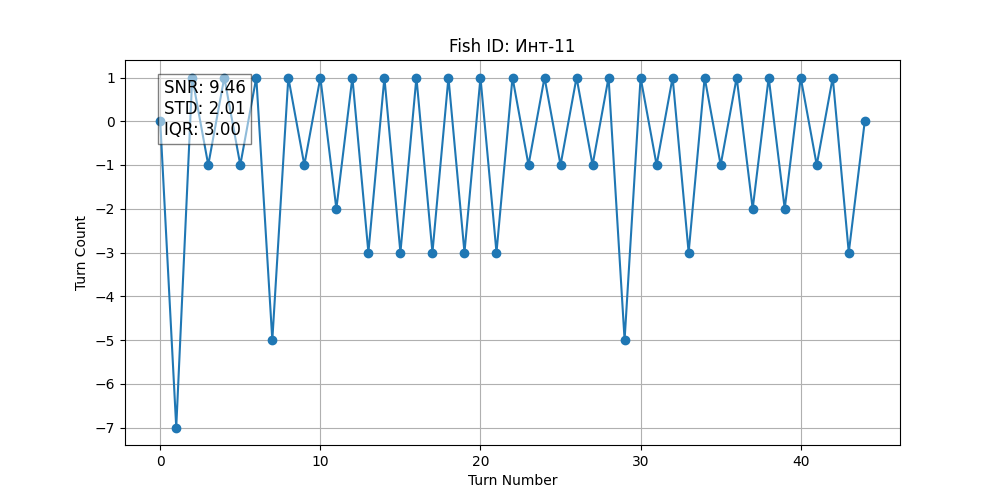 Fish ID: Инт-11
SNR: 9.46
STD: 2.01
IQR: 3.00
Turn Count
1
0
−1
−2
−3
−4
−5
−6
−7
0 10 20 30 40
Turn Number